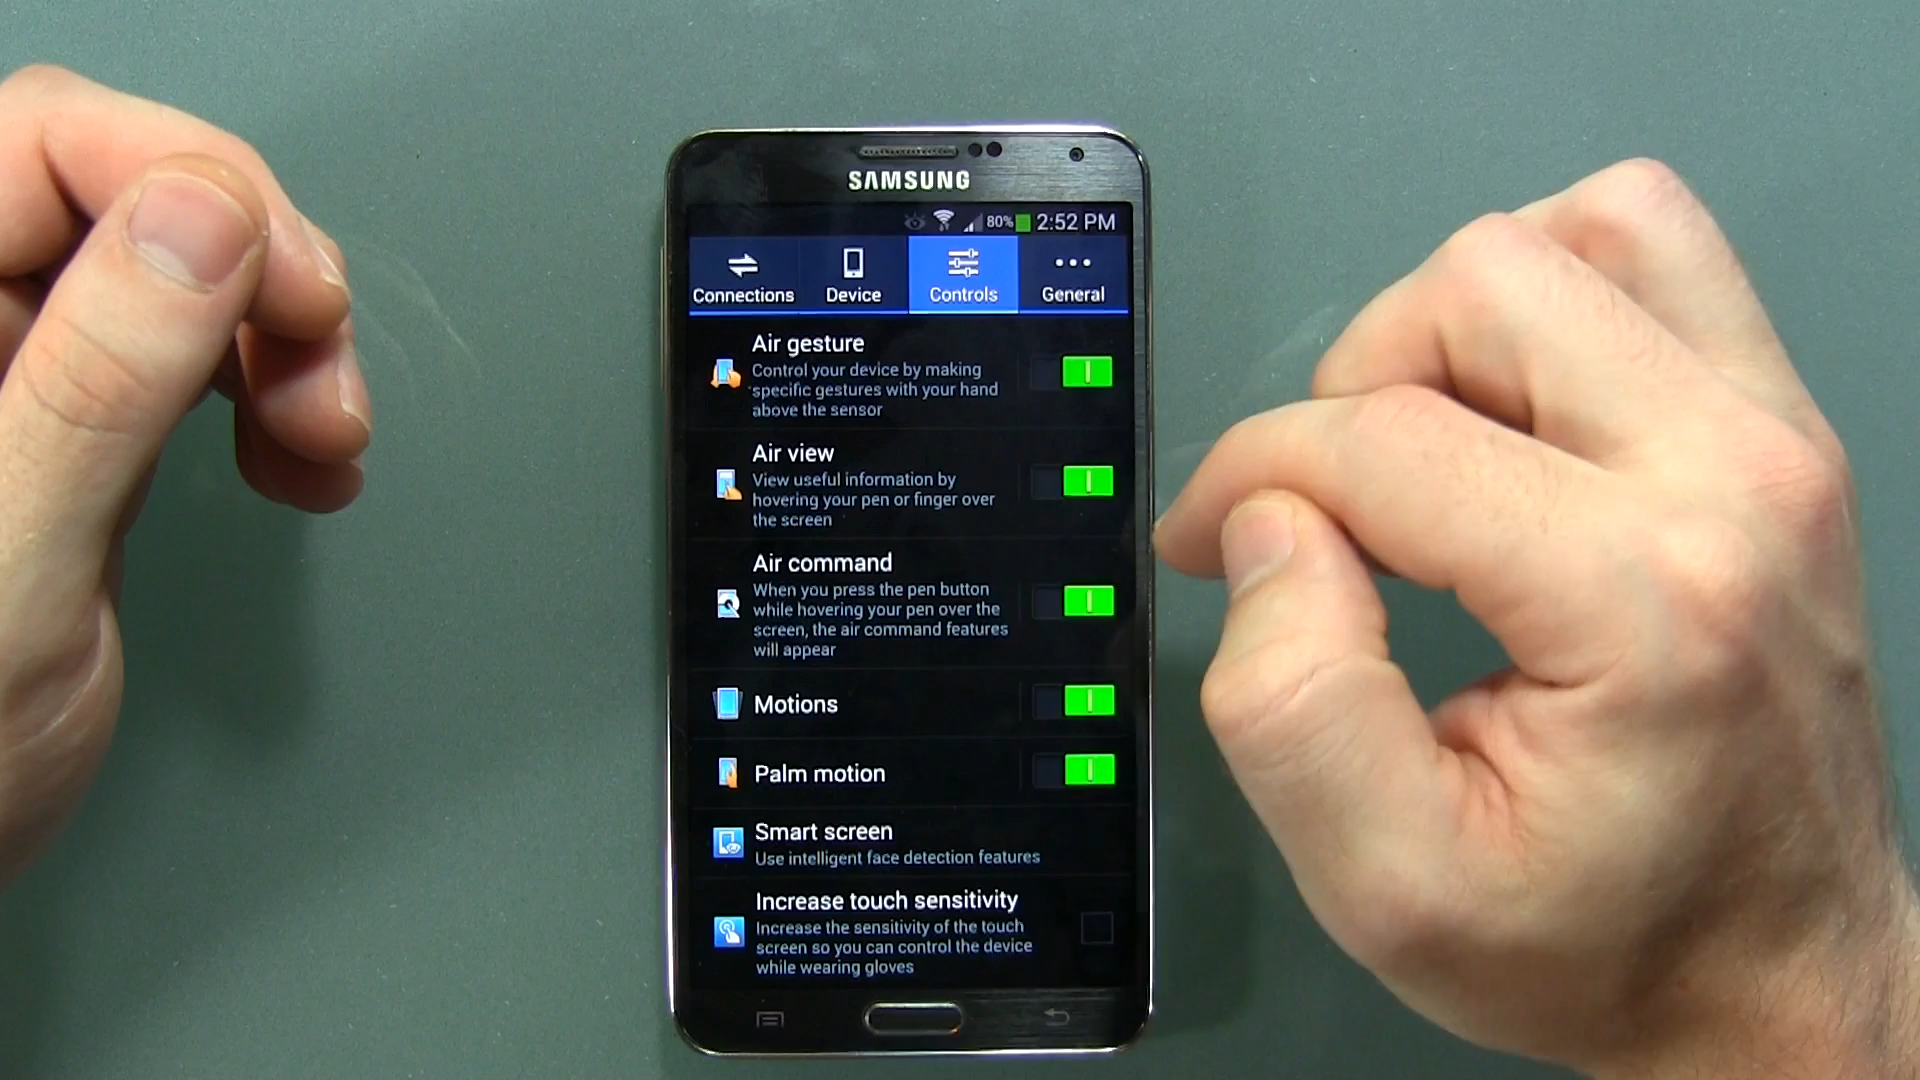 SAMSUNG
80% 2:52 PM
Connections Device Controls General
Air gesture
Control your device by making
specific gestures with your hand
above the sensor
Air view
View useful information by
hovering your pen or finger over
the screen
Air command
When you press the pen button
while hovering your pen over the
screen, the air command features
will appear
Motions
Palm motion
Smart screen
Use intelligent face detection features
Increase touch sensitivity
Increase the sensitivity of the touch
screen so you can control the device
while wearing gloves